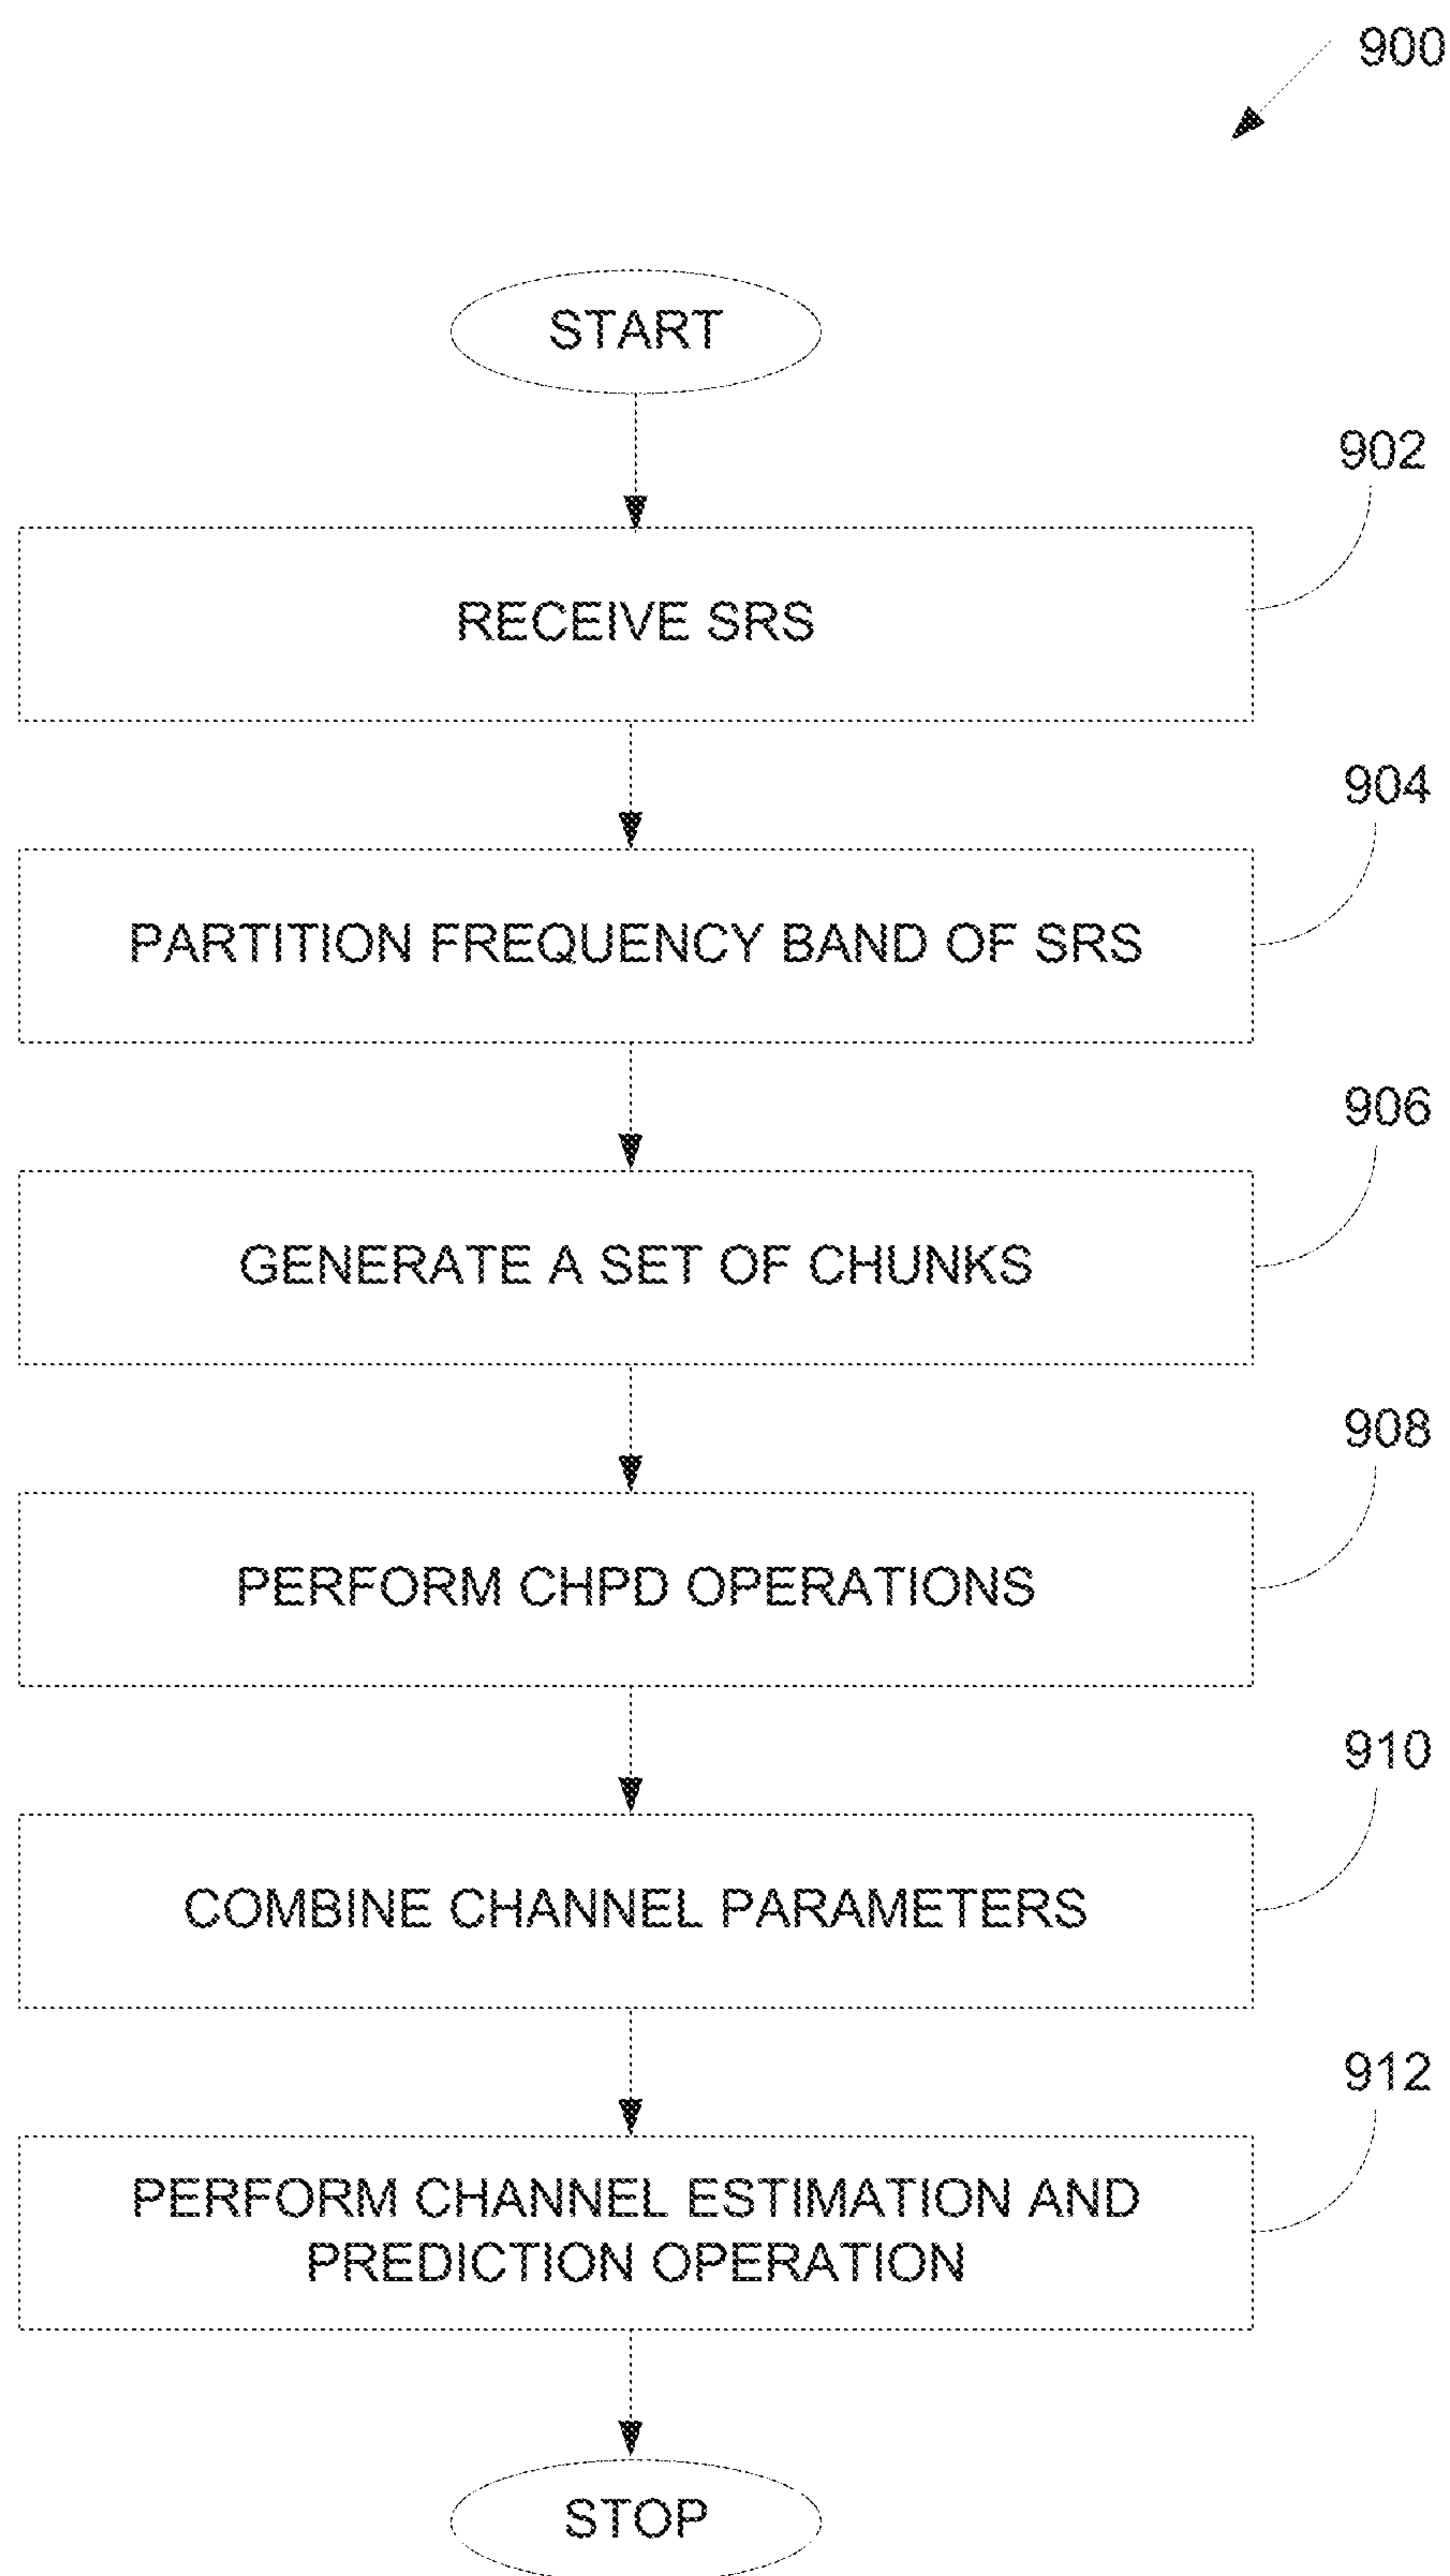 900
START
902
RECEIVE SRS
904
PARTITION FREQUENCY BAND OF SRS
906
GENERATE A SET OF CHUNKS
908
PERFORM CHPD OPERATIONS
910
COMBINE CHANNEL PARAMETERS
912
PERFORM CHANNEL ESTIMATION AND
PREDICTION OPERATION
STOP